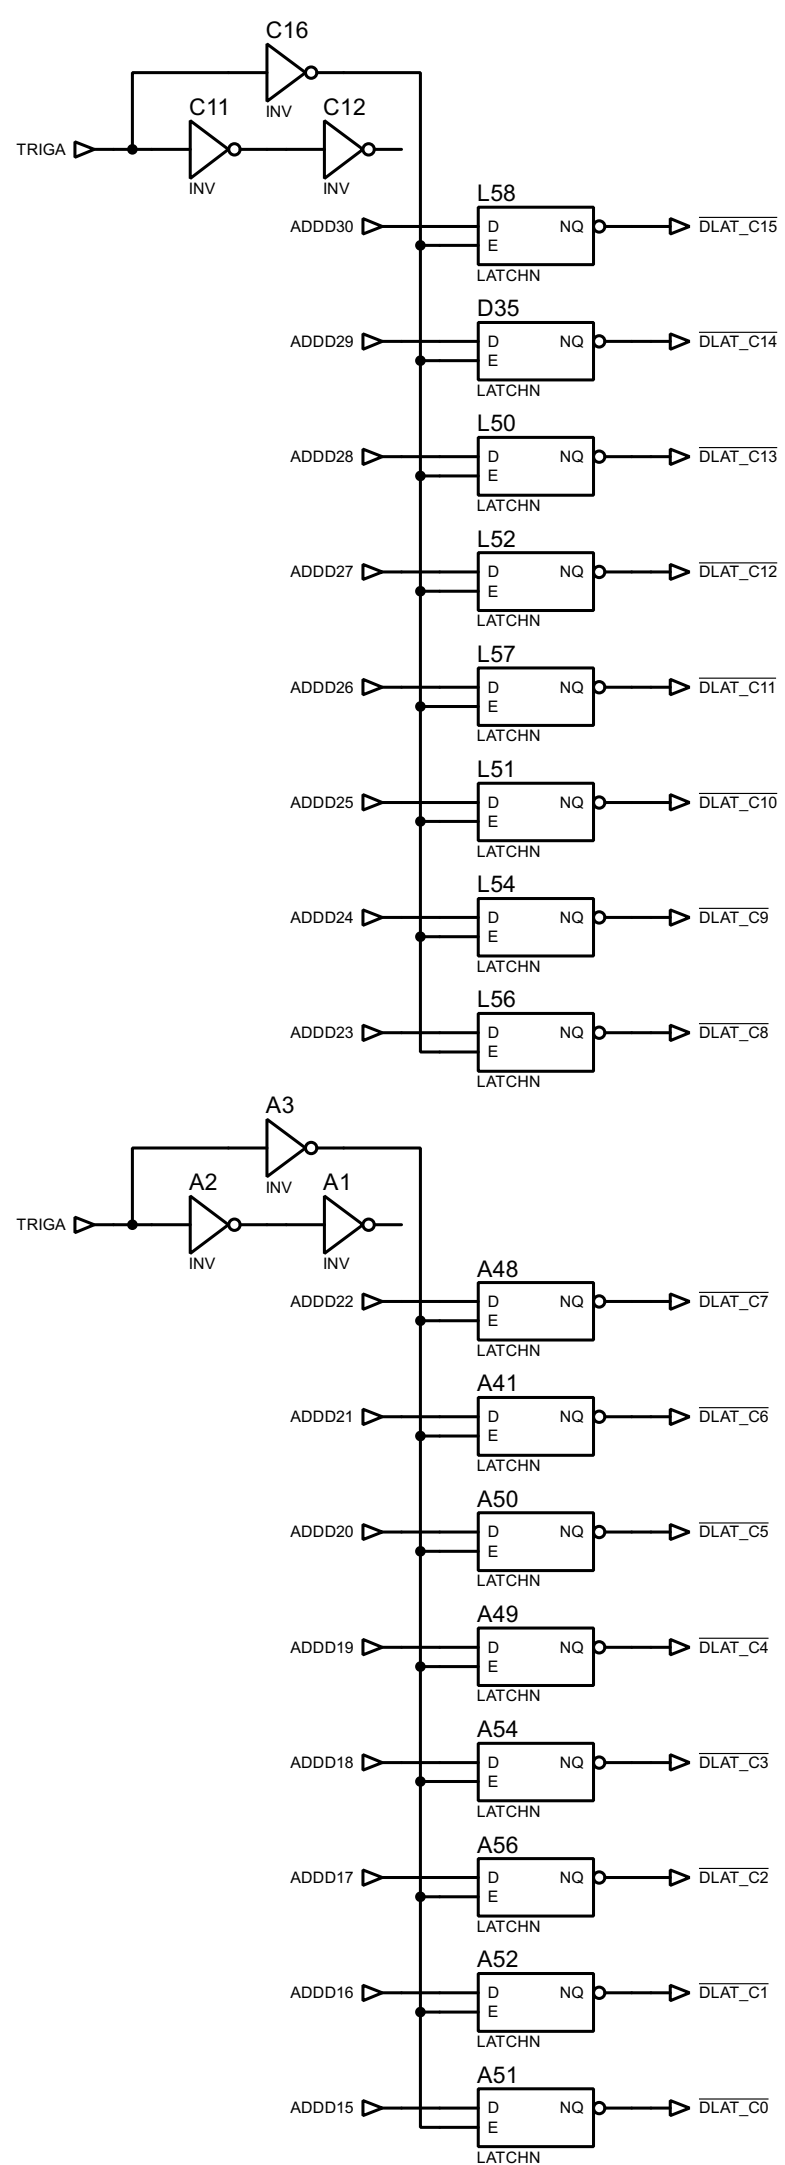 C16
INV
C11 C12
TRIGA
INV INV
L58
ADDD30 D NQ DLAT_C15
E
LATCHN
D35
ADDD29 D NQ DLAT_C14
E
LATCHN
L50
ADDD28 D NQ DLAT_C13
E
LATCHN
L52
ADDD27 D NQ DLAT_C12
E
LATCHN
L57
ADDD26 D NQ DLAT_C11
E
LATCHN
L51
ADDD25 D NQ DLAT_C10
E
LATCHN
L54
ADDD24 D NQ DLAT_C9
E
LATCHN
L56
ADDD23 D NQ DLAT_C8
E
LATCHN
A3
INV
A2 A1
TRIGA
INV INV
A48
ADDD22 D NQ DLAT_C7
E
LATCHN
A41
ADDD21 D NQ DLAT_C6
E
LATCHN
A50
ADDD20 D NQ DLAT_C5
E
LATCHN
A49
ADDD19 D NQ DLAT_C4
E
LATCHN
A54
ADDD18 D NQ DLAT_C3
E
LATCHN
A56
ADDD17 D NQ DLAT_C2
E
LATCHN
A52
ADDD16 D NQ DLAT_C1
E
LATCHN
A51
ADDD15 D NQ DLAT_C0
E
LATCHN